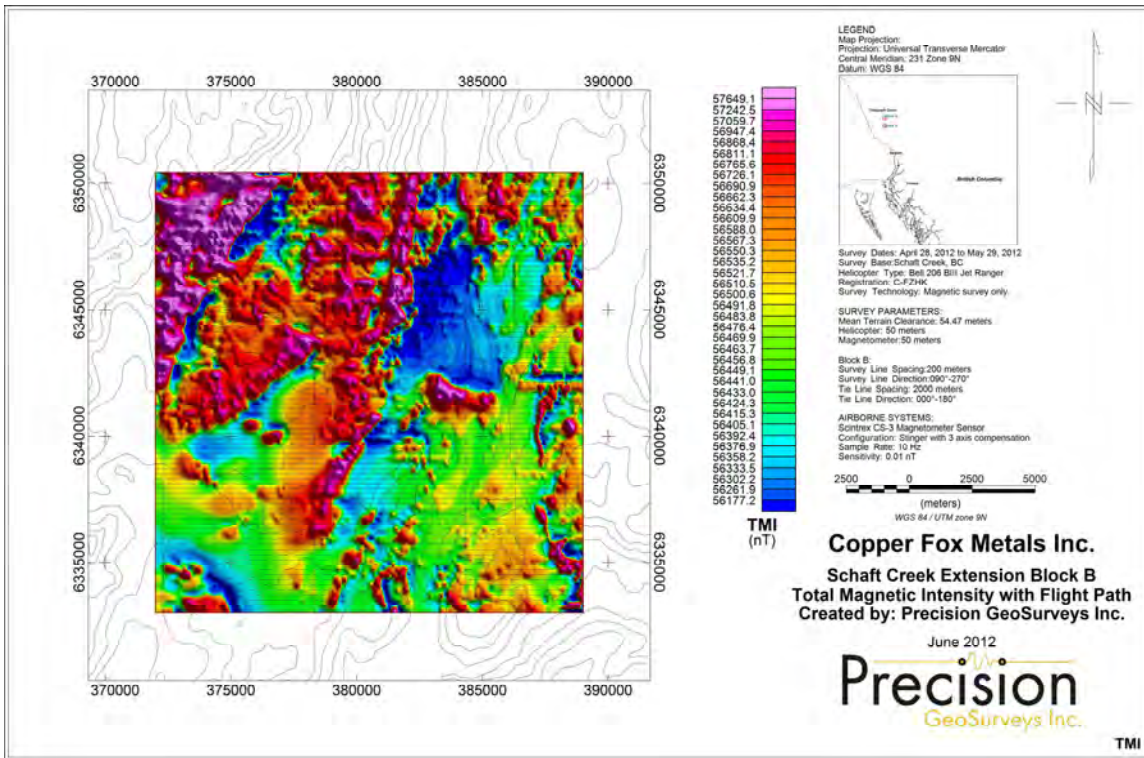 370000 375000 380000 385000 390000
6350000
6345000
6340000
6335000
6350000
6345000
6340000
6335000
370000 375000 380000 385000 390000
57649.1
57242.5
57059.7
56947.4
56868.4
56811.1
56765.6
56726.1
56690.9
56662.3
56634.4
56609.9
56588.0
56567.3
56550.3
56535.2
56521.7
56510.5
56500.6
56491.8
56483.8
56476.4
56469.9
56463.7
56456.8
56449.1
56441.0
56433.0
56424.3
56415.3
56405.1
56392.4
56376.9
56358.2
56333.5
56302.2
56261.9
56177.2
TMI
(nT)
LEGEND
Map Projection:
Projection: Universal Transverse Mercator
Central Meridian: 231 Zone 9N
Datum: WGS 84
British Columbia
Survey Dates: April 28, 2012 to May 29, 2012
Survey Base:Schaft Creek, BC
Helicopter Type: Bell 206 BIII Jet Ranger
Registration: C-FZHK
Survey Technology: Magnetic survey only.
SURVEY PARAMETERS:
Mean Terrain Clearance: 54.47 meters
Helicopter: 50 meters
Magnetometer:50 meters
Block B:
Survey Line Spacing:200 meters
Survey Line Direction:090°-270°
Tie Line Spacing: 2000 meters
Tie Line Direction: 000°-180°
AIRBORNE SYSTEMS:
Scintrex CS-3 Magnetometer Sensor
Configuration: Stinger with 3 axis compensation
Sample Rate: 10 Hz
Sensitivity: 0.01 nT
2500 0 2500 5000
(meters)
WGS 84 / UTM zone 9N
Copper Fox Metals Inc.
Schaft Creek Extension Block B
Total Magnetic Intensity with Flight Path
Created by: Precision GeoSurveys Inc.
June 2012
Precision
GeoSurveys Inc.
TMI